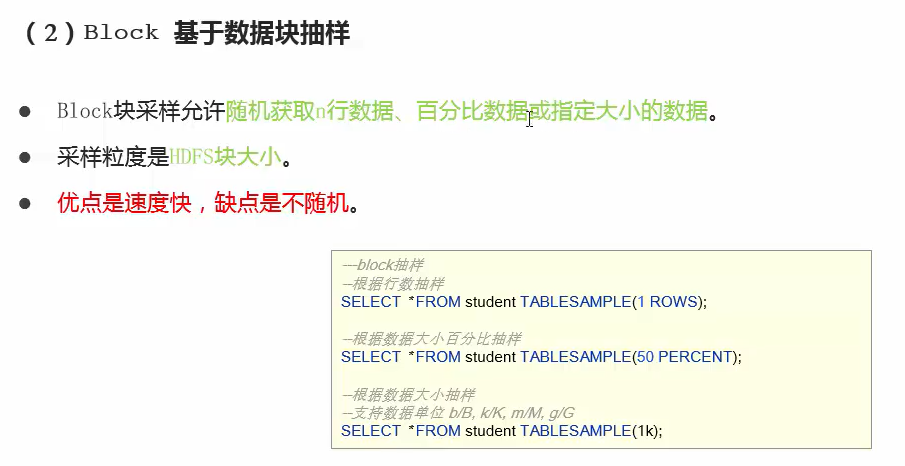 （2）Block 基于数据块抽样
● Block块采样允许随机获取n行数据、百分比数据或指定大小的数据。
● 采样粒度是HDFS块大小。
● 优点是速度快，缺点是不随机。
---block抽样
--根据行数抽样
SELECT *FROM student TABLESAMPLE(1 ROWS);
--根据数据大小百分比抽样
SELECT *FROM student TABLESAMPLE(50 PERCENT);
--根据数据大小抽样
--支持数据单位 b/B, k/K, m/M, g/G
SELECT *FROM student TABLESAMPLE(1k);